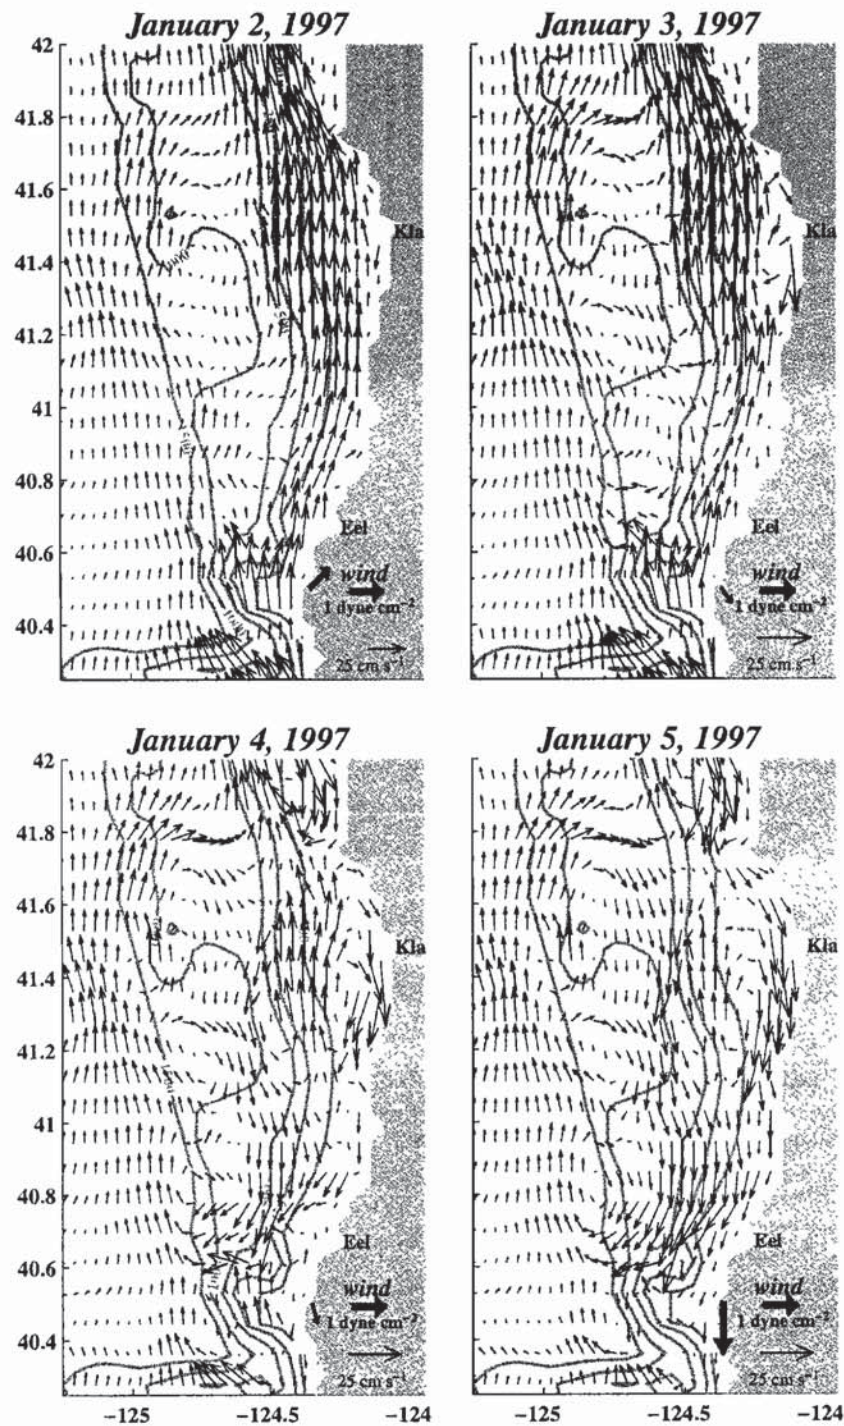 January 2, 1997
January 3, 1997
42
41.8
41.6
41.4
41.2
41
40.8
40.6
40.4
Kla
Eel
wind
1 dyne cm⁻²
25 cm s⁻¹
Kla
Eel
wind
1 dyne cm⁻²
25 cm s⁻¹
January 4, 1997
January 5, 1997
42
41.8
41.6
41.4
41.2
41
40.8
40.6
40.4
Kla
Eel
wind
1 dyne cm⁻²
25 cm s⁻¹
Kla
Eel
wind
1 dyne cm⁻²
25 cm s⁻¹
-125
-124.5
-124
-125
-124.5
-124